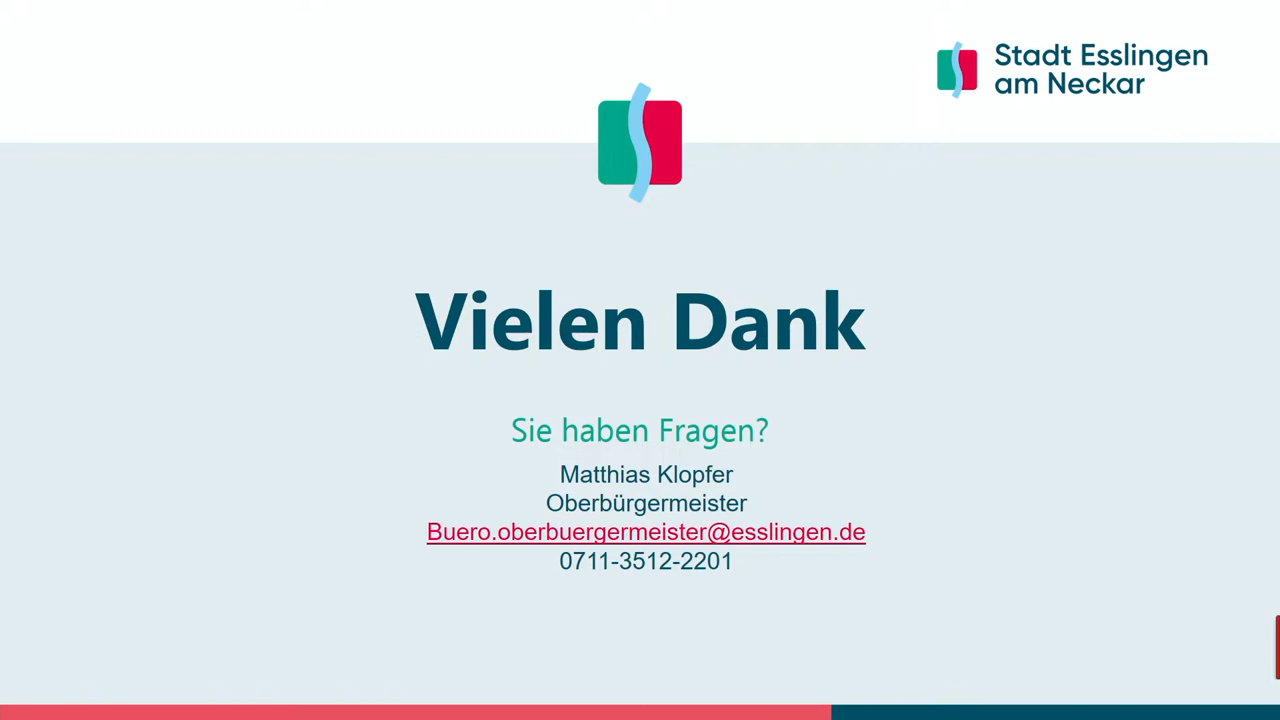 Stadt Esslingen
am Neckar
Vielen Dank
Sie haben Fragen?
Matthias Klopfer
Oberbürgermeister
Buero.oberbuergermeister@esslingen.de
0711-3512-2201